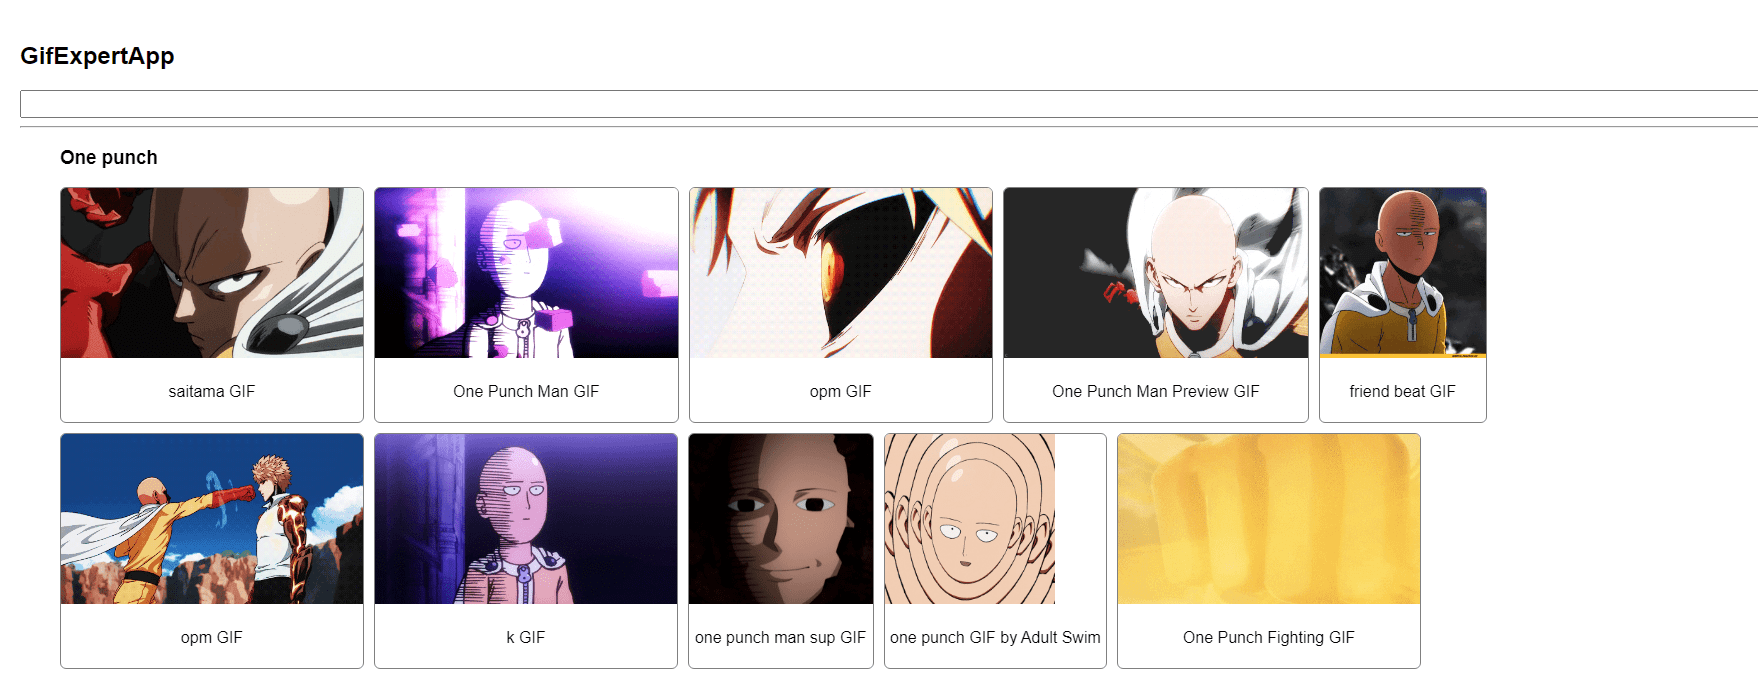 GifExpertApp
One punch
saitama GIF
One Punch Man GIF
opm GIF
One Punch Man Preview GIF
friend beat GIF
opm GIF
k GIF
one punch man sup GIF
one punch GIF by Adult Swim
One Punch Fighting GIF